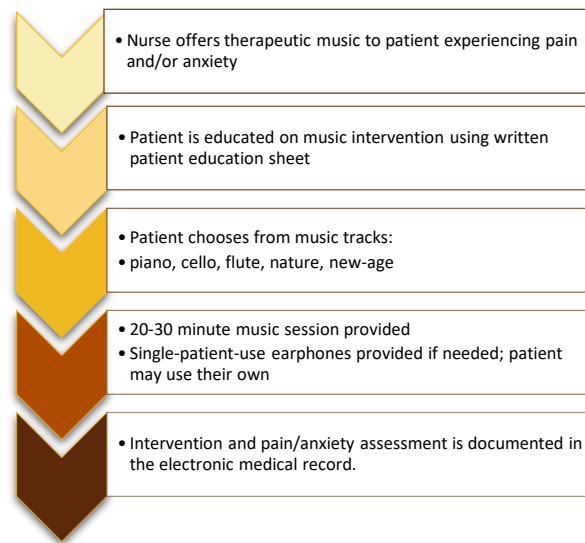 • Nurse offers therapeutic music to patient experiencing pain
and/or anxiety
• Patient is educated on music intervention using written
patient education sheet
• Patient chooses from music tracks:
• piano, cello, flute, nature, new-age
• 20-30 minute music session provided
• Single-patient-use earphones provided if needed; patient
may use their own
• Intervention and pain/anxiety assessment is documented in
the electronic medical record.